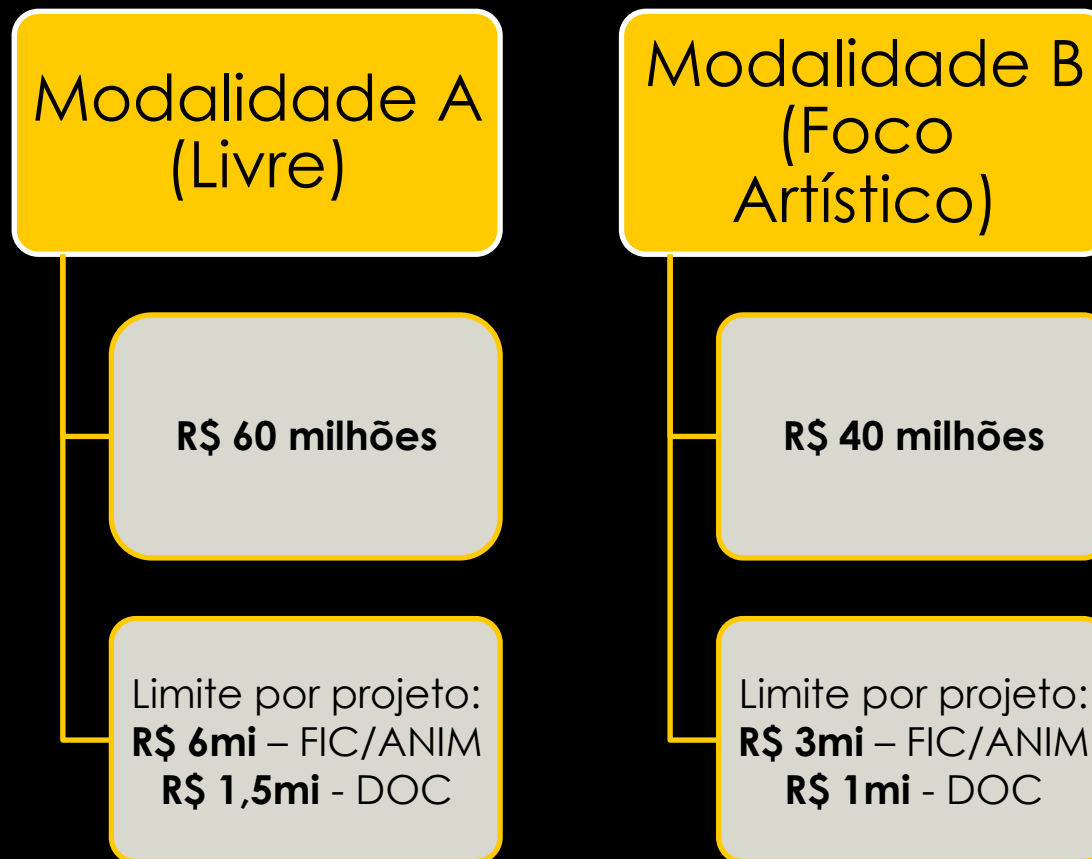 Modalidade A
(Livre)
R$ 60 milhões
Limite por projeto:
R$ 6mi – FIC/ANIM
R$ 1,5mi - DOC
Modalidade B
(Foco
Artístico)
R$ 40 milhões
Limite por projeto:
R$ 3mi – FIC/ANIM
R$ 1mi - DOC